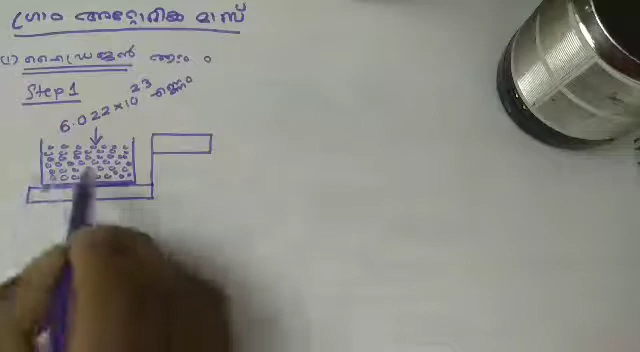 ഗ്രാം അറ്റോമിക മാസ്
(1) ഹൈഡ്രജൻ ആറ്റം
Step 1
6.022×10²³ എണ്ണം